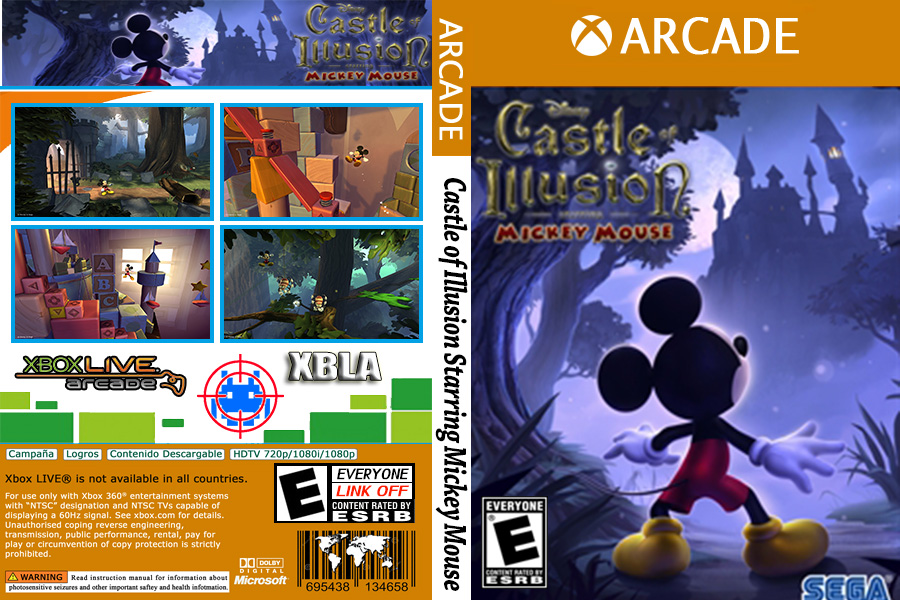 Disney
Castle of
Illusion
STARRING
MICKEY MOUSE
XBOX LIVE
arcade
XBLA
Campaña
Logros
Contenido Descargable
HDTV 720p/1080i/1080p
Xbox LIVE® is not available in all countries.
For use only with Xbox 360® entertainment systems
with "NTSC" designation and NTSC TVs capable of
displaying a 60Hz signal. See xbox.com for details.
Unauthorised coping reverse engineering,
transmission, public performance, rental, pay for
play or circumvention of copy protection is strictly
prohibited.
WARNING Read instruction manual for information about
photosensitive seizures and other important saftey and health infotmation.
E
EVERYONE
LINK OFF
CONTENT RATED BY
ESRB
DOLBY
DIGITAL
Microsoft
695438 134658
ARCADE
Castle of Illusion Starring Mickey Mouse
ARCADE
Disney
Castle of
Illusion
STARRING
MICKEY MOUSE
EVERYONE
E
CONTENT RATED BY
ESRB
SEGA
A
B
C